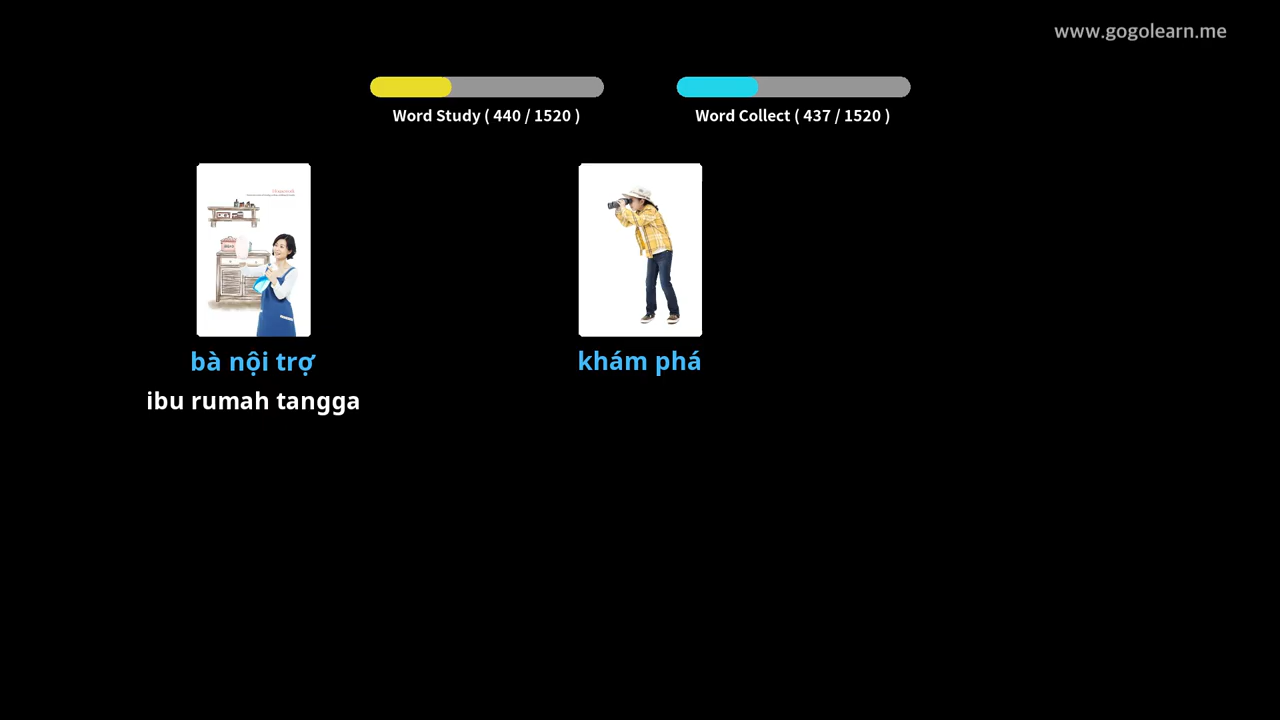 www.gogolearn.me
Word Study ( 440 / 1520 )
Word Collect ( 437 / 1520 )
bà nội trợ
khám phá
ibu rumah tangga